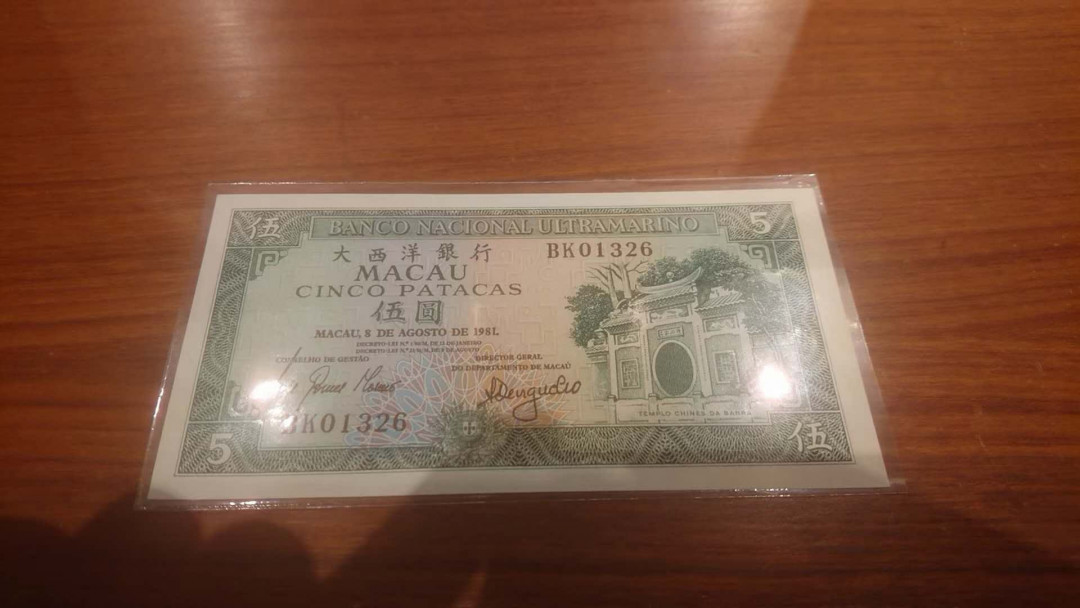 伍 BANCO NACIONAL ULTRAMARINO 5
大西洋銀行 BK01326
MACAU
CINCO PATACAS
伍圓
MACAU, 8 DE AGOSTO DE 1981.
CONSELHO DE GESTÃO
DIRECTOR GERAL
DO DEPARTAMENTO DE MACAÚ
BK01326
TEMPLO CHINES DA BARRA
5 伍